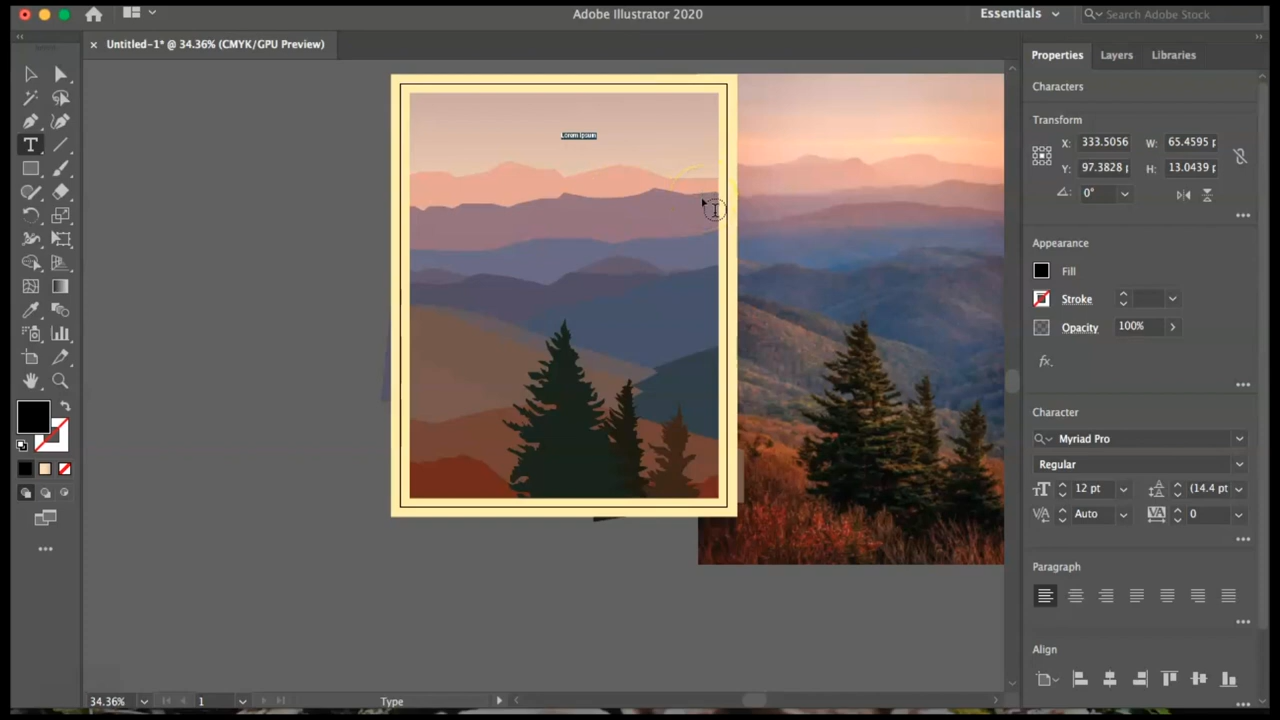 Adobe Illustrator 2020
Essentials
Search Adobe Stock
× Untitled-1* @ 34.36% (CMYK/GPU Preview)
Properties Layers Libraries
Characters
Transform
X: 333.5056 W: 65.4595 p
Y: 97.3828 p H: 13.0439 p
0°
Appearance
Fill
Stroke
Opacity 100% >
fx.
Character
Myriad Pro
Regular
12 pt (14.4 pt
Auto 0
Paragraph
Align
Lorem ipsum
34.36% 1 Type